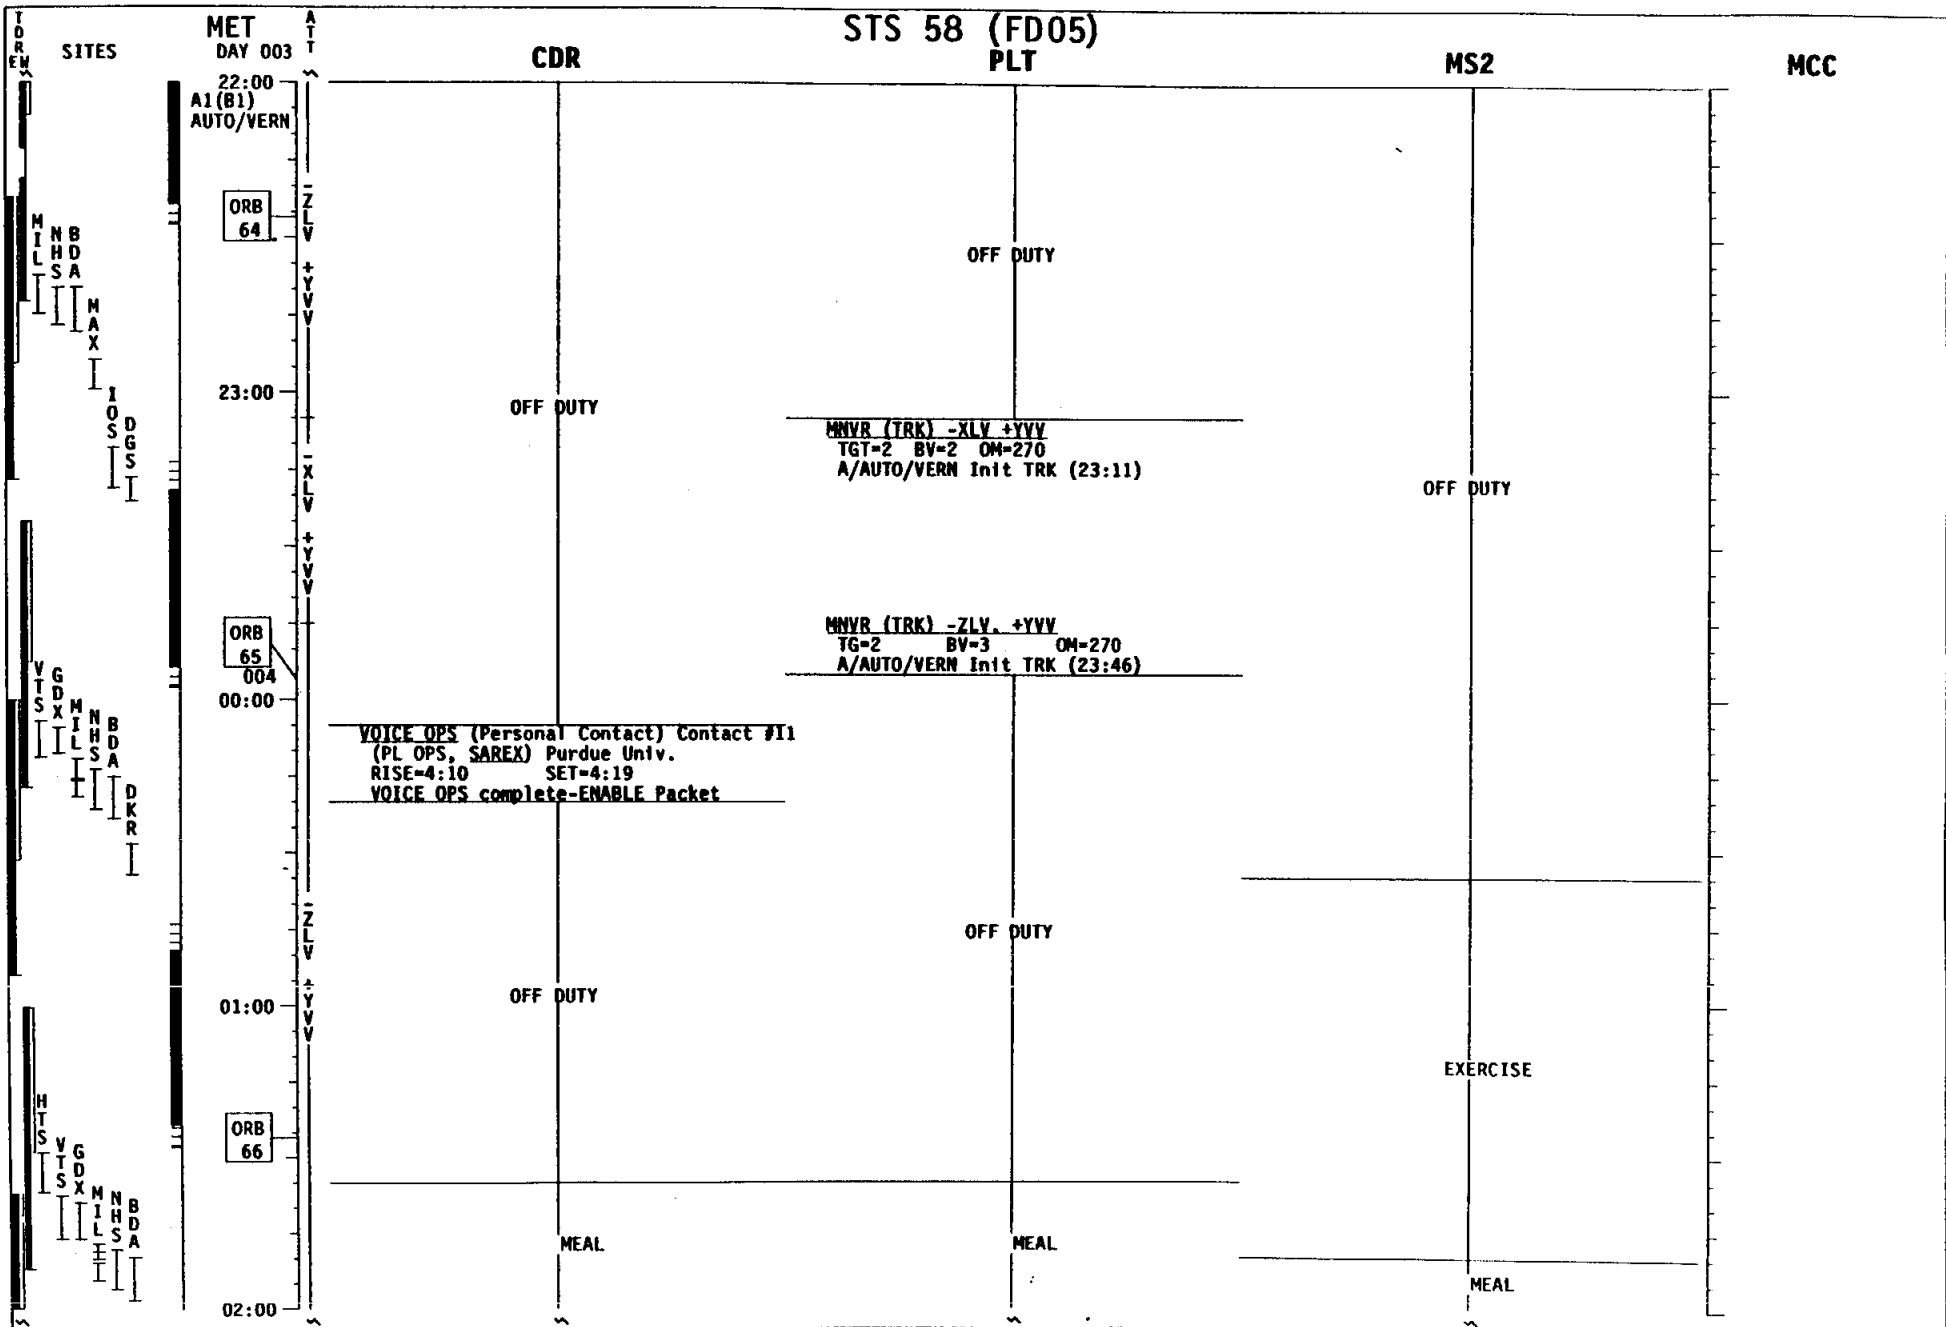 STS 58 (FD05)
TDRE W
SITES
MET
DAY 003
ATT
CDR
PLT
MS2
MCC
22:00
A1(B1)
AUTO/VERN
ORB
64
-ZLV +YVV
MIL
NHS
BDA
MAX
IOS
DGS
OFF DUTY
23:00
OFF DUTY
MNVR (TRK) -XLV +YVV
TGT=2 BV=2 OM=270
A/AUTO/VERN Init TRK (23:11)
-XLV +YVV
OFF DUTY
ORB
65
004
MNVR (TRK) -ZLV, +YVV
TG=2 BV=3 OM=270
A/AUTO/VERN Init TRK (23:46)
00:00
VTS
GDX
MIL
NHS
BDA
DKR
VOICE OPS (Personal Contact) Contact #I1
(PL OPS, SAREX) Purdue Univ.
RISE=4:10 SET=4:19
VOICE OPS complete-ENABLE Packet
-ZLV +YVV
OFF DUTY
OFF DUTY
01:00
EXERCISE
ORB
66
HTS
VTS
GDX
MIL
NHS
BDA
MEAL
MEAL
MEAL
02:00